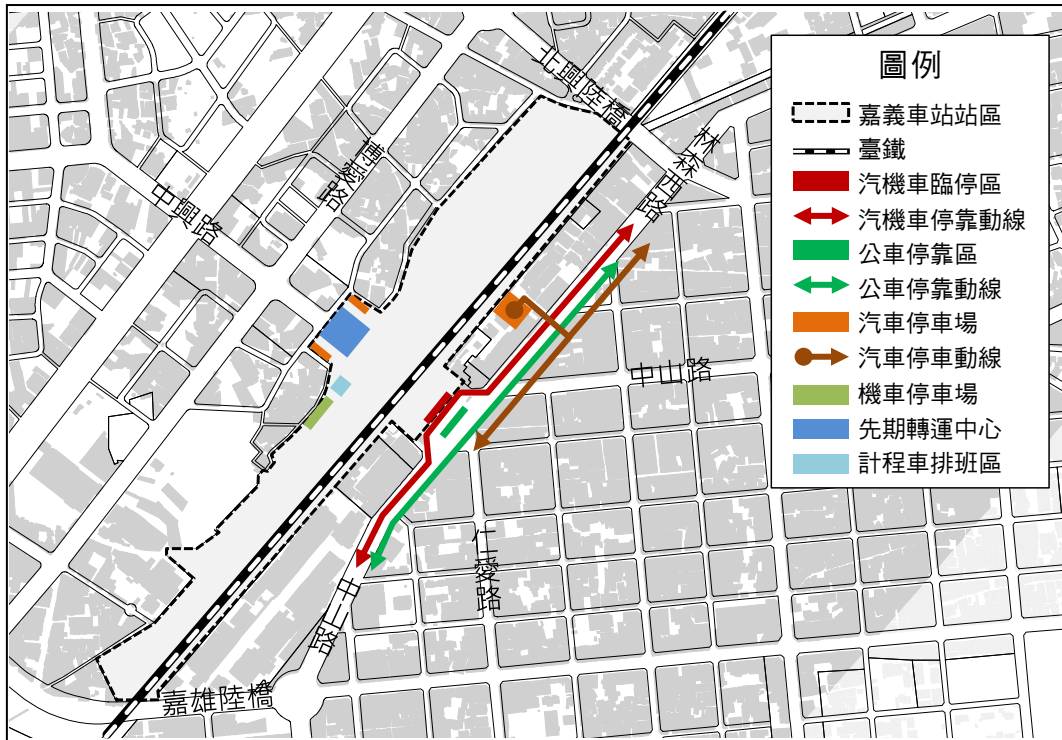 圖例
嘉義車站站區
臺鐵
汽機車臨停區
汽機車停靠動線
公車停靠區
公車停靠動線
汽車停車場
汽車停車動線
機車停車場
先期轉運中心
計程車排班區
北興陸橋
林森西路
博愛路
中興路
中山路
仁愛路
中正路
嘉雄陸橋